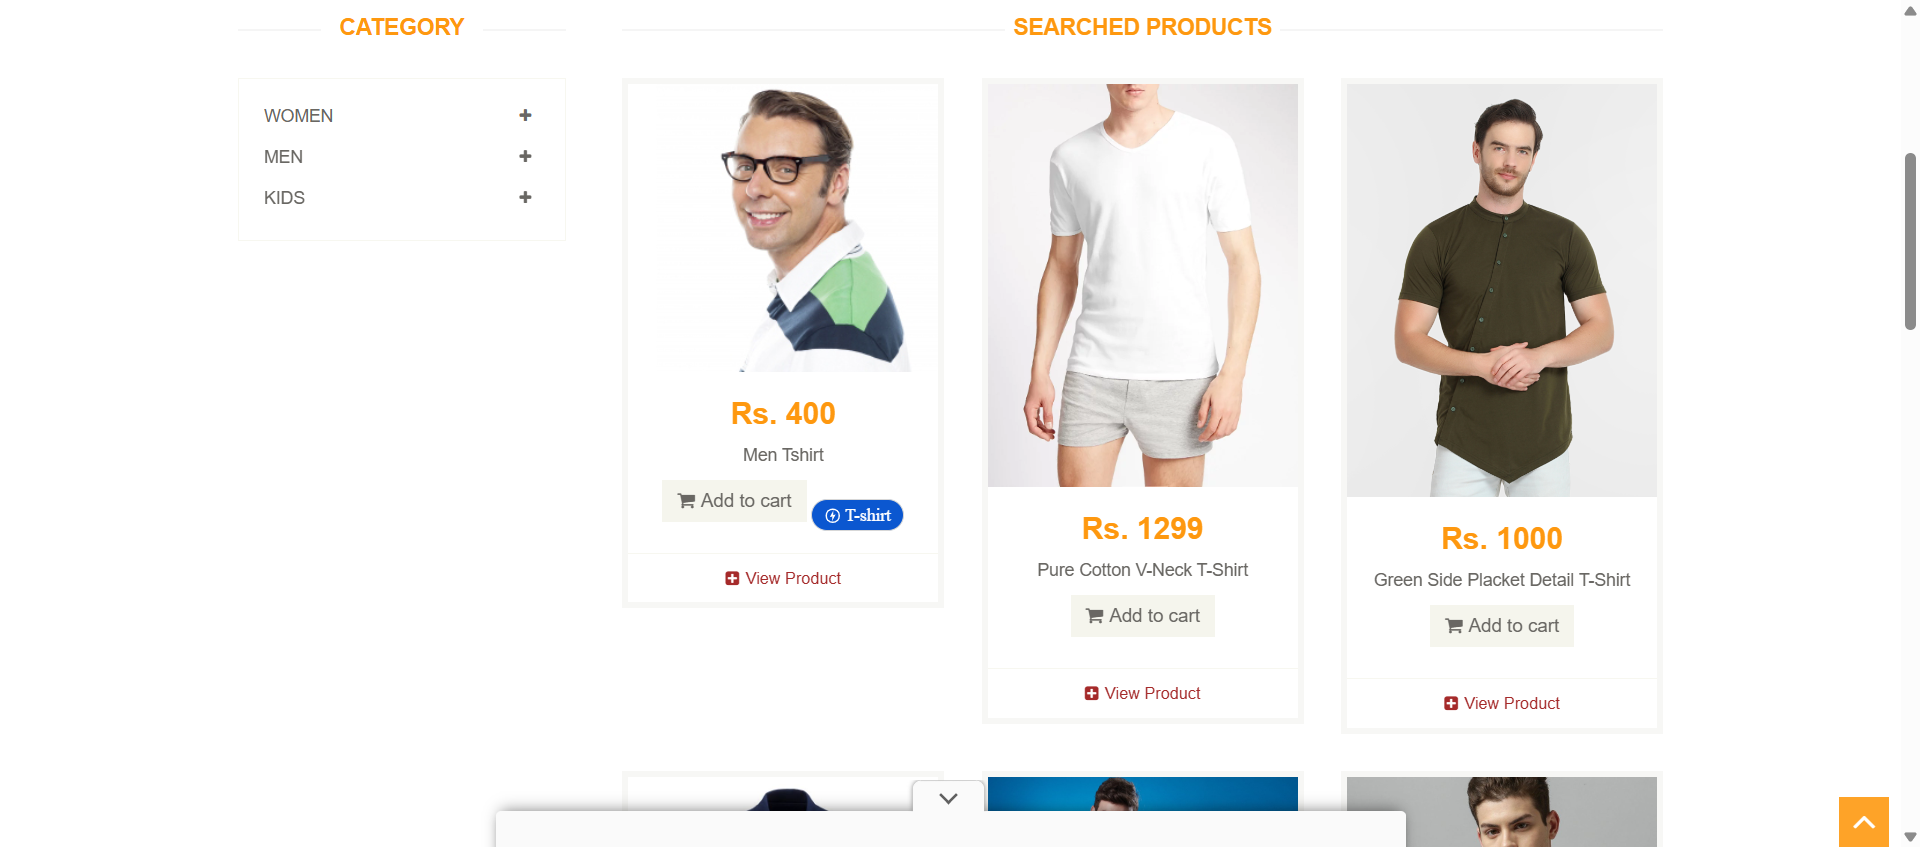 CATEGORY
SEARCHED PRODUCTS
WOMEN
MEN
KIDS
Rs. 400
Men Tshirt
Add to cart
T-shirt
View Product
Rs. 1299
Pure Cotton V-Neck T-Shirt
Add to cart
View Product
Rs. 1000
Green Side Placket Detail T-Shirt
Add to cart
View Product